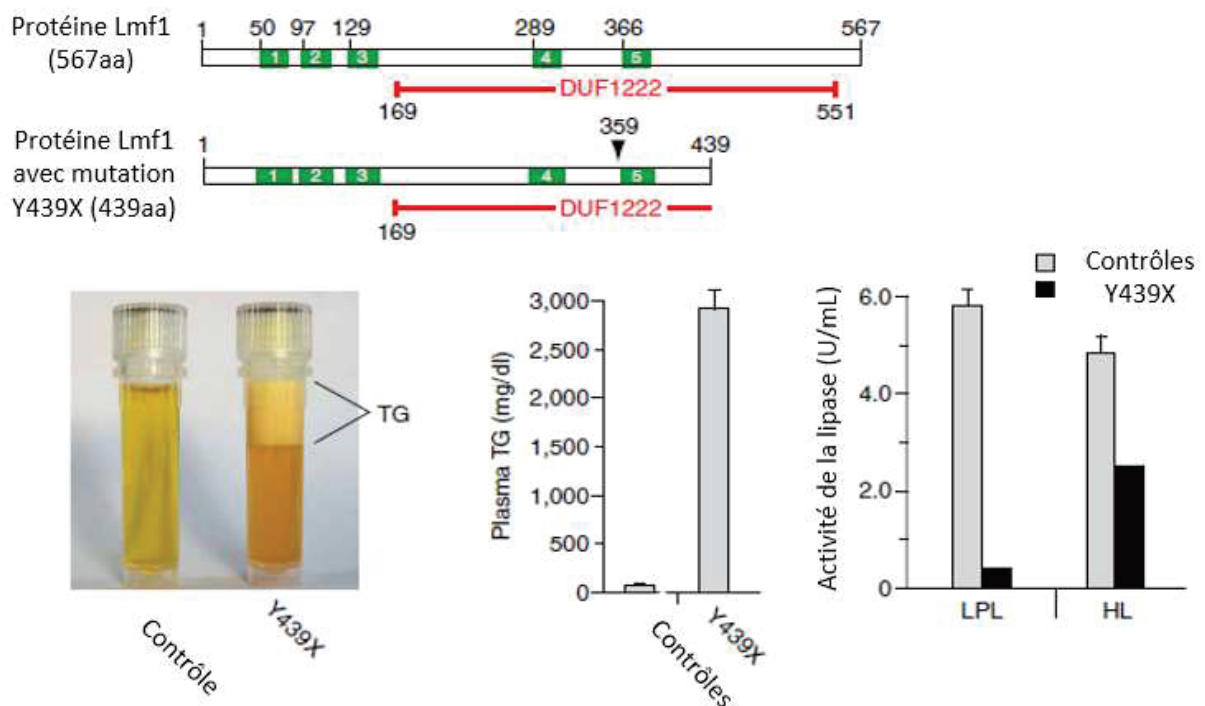 Protéine Lmf1
(567aa)
1 50 97 129 289 366 567
1 2 3 4 5
DUF1222
169 551
Protéine Lmf1
avec mutation
Y439X (439aa)
1 359 439
1 2 3 4 5
DUF1222
169
TG
Contrôle
Y439X
Plasma TG (mg/dl)
3,000
2,500
2,000
1,500
1,000
500
0
Contrôles
Y439X
Contrôles
Y439X
Activité de la lipase (U/mL)
6.0
4.0
2.0
0
LPL HL